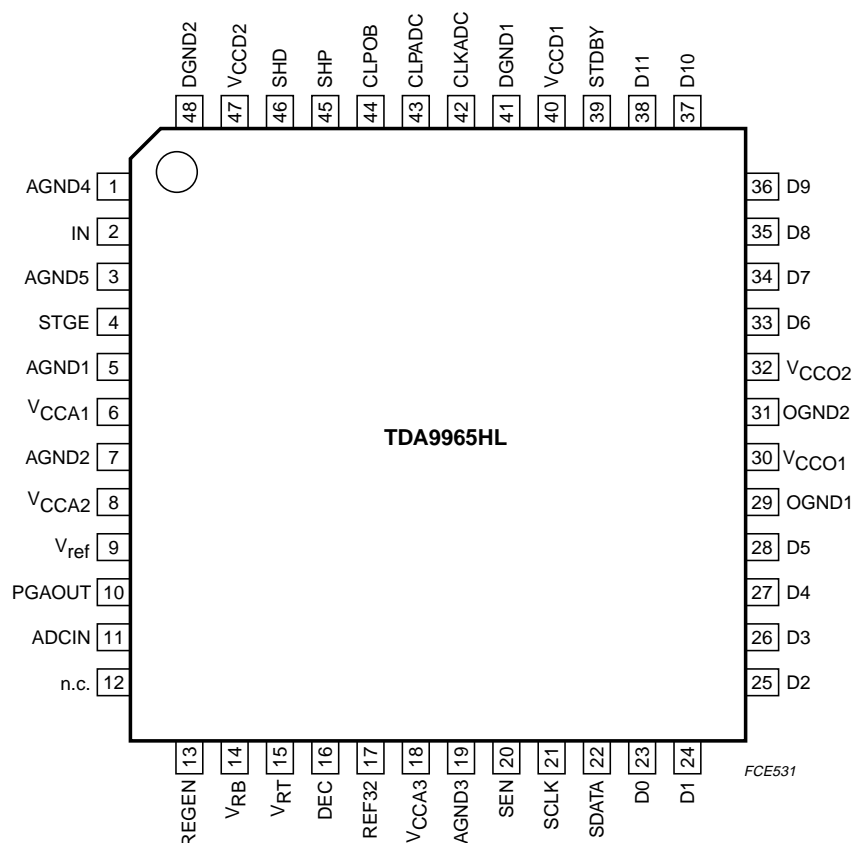 DGND2 VCCD2 SHD SHP CLPOB CLPADC CLKADC DGND1 VCCD1 STDBY D11 D10
48 47 46 45 44 43 42 41 40 39 38 37
AGND4 1
IN 2
AGND5 3
STGE 4
AGND1 5
VCCA1 6
AGND2 7
VCCA2 8
Vref 9
PGAOUT 10
ADCIN 11
n.c. 12
TDA9965HL
36 D9
35 D8
34 D7
33 D6
32 VCCO2
31 OGND2
30 VCCO1
29 OGND1
28 D5
27 D4
26 D3
25 D2
13 14 15 16 17 18 19 20 21 22 23 24
REGEN VRB VRT DEC REF32 VCCA3 AGND3 SEN SCLK SDATA D0 D1
FCE531